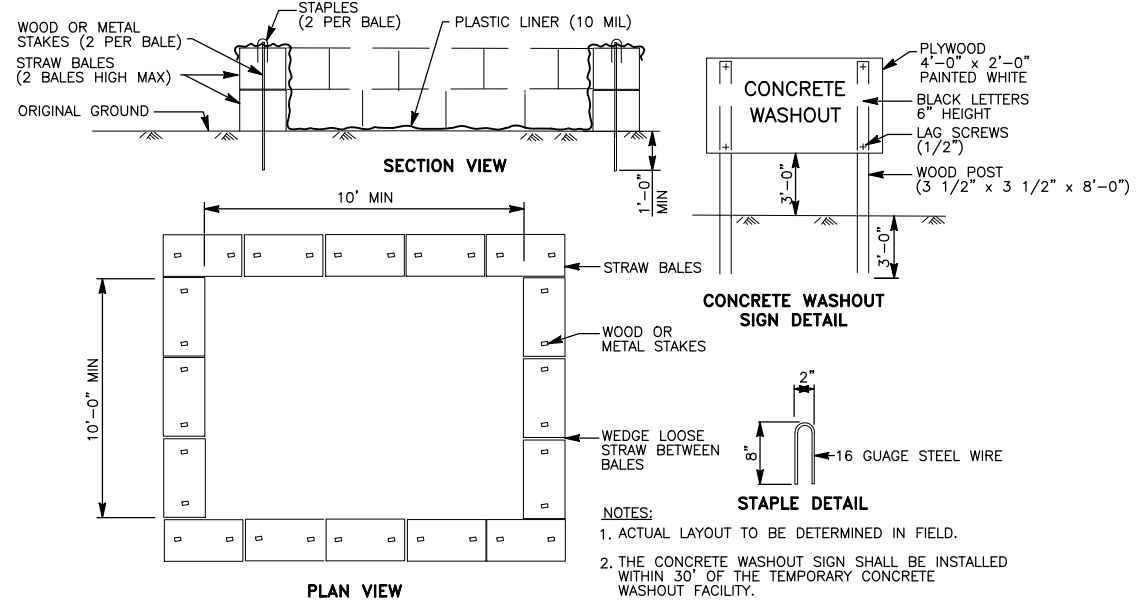 STAPLES
(2 PER BALE)
WOOD OR METAL
STAKES (2 PER BALE)
STRAW BALES
(2 BALES HIGH MAX)
ORIGINAL GROUND
PLASTIC LINER (10 MIL)
SECTION VIEW
1'-0"
MIN
10' MIN
10'-0" MIN
STRAW BALES
WOOD OR
METAL STAKES
WEDGE LOOSE
STRAW BETWEEN
BALES
PLAN VIEW
CONCRETE
WASHOUT
PLYWOOD
4'-0" x 2'-0"
PAINTED WHITE
BLACK LETTERS
6" HEIGHT
LAG SCREWS
(1/2")
WOOD POST
(3 1/2" x 3 1/2" x 8'-0")
3'-0"
3'-0"
CONCRETE WASHOUT
SIGN DETAIL
2"
8"
16 GUAGE STEEL WIRE
STAPLE DETAIL
NOTES:
1. ACTUAL LAYOUT TO BE DETERMINED IN FIELD.
2. THE CONCRETE WASHOUT SIGN SHALL BE INSTALLED
WITHIN 30' OF THE TEMPORARY CONCRETE
WASHOUT FACILITY.